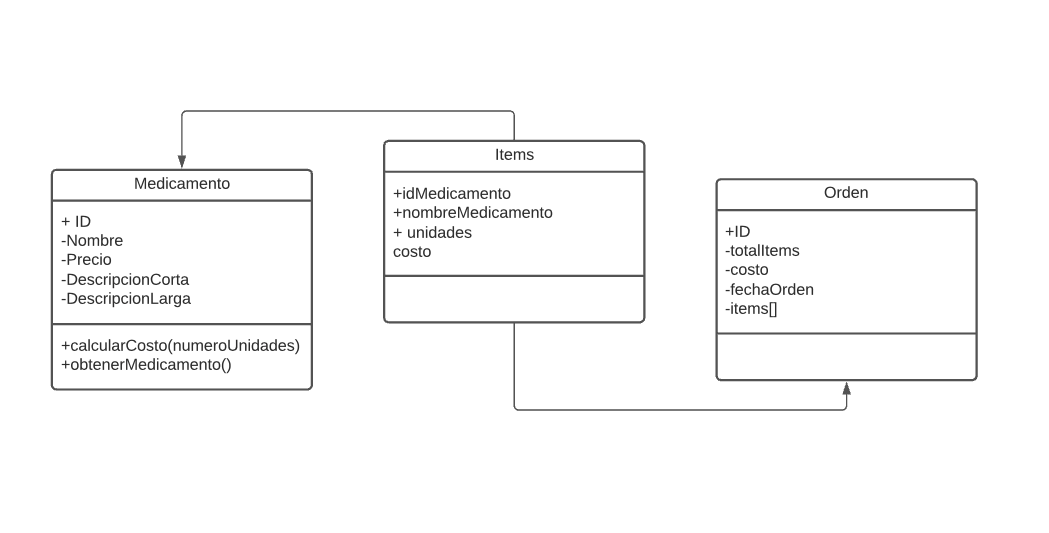 Medicamento
+ ID
-Nombre
-Precio
-DescripcionCorta
-DescripcionLarga
+calcularCosto(numeroUnidades)
+obtenerMedicamento()
Items
+idMedicamento
+nombreMedicamento
+ unidades
costo
Orden
+ID
-totalItems
-costo
-fechaOrden
-items[]